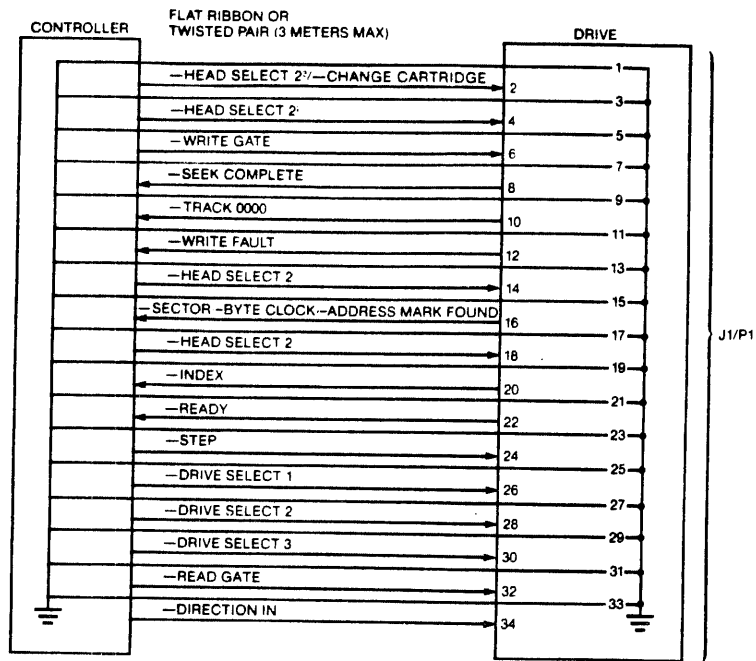 FLAT RIBBON OR
TWISTED PAIR (3 METERS MAX)
CONTROLLER
DRIVE
1
—HEAD SELECT 2³/—CHANGE CARTRIDGE
2
3
—HEAD SELECT 2
4
5
—WRITE GATE
6
7
—SEEK COMPLETE
8
9
—TRACK 0000
10
11
—WRITE FAULT
12
13
—HEAD SELECT 2
14
15
—SECTOR —BYTE CLOCK/—ADDRESS MARK FOUND
16
17
—HEAD SELECT 2
18
19
—INDEX
20
21
—READY
22
23
—STEP
24
25
—DRIVE SELECT 1
26
27
—DRIVE SELECT 2
28
29
—DRIVE SELECT 3
30
31
—READ GATE
32
33
—DIRECTION IN
34
J1/P1